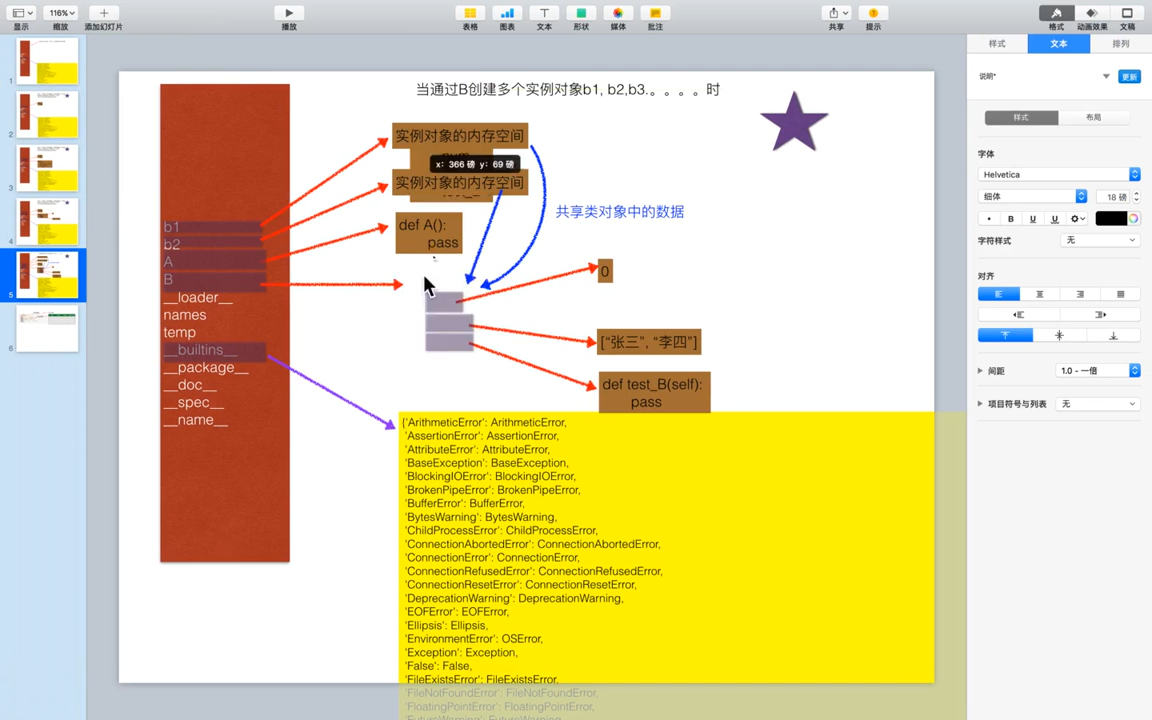 116%
显示
缩放
添加幻灯片
播放
表格
图表
文本
形状
媒体
批注
共享
提示
格式
动画效果
文稿
样式
文本
排列
1
2
3
4
5
6
当通过B创建多个实例对象b1, b2,b3.。。。。时
实例对象的内存空间
x: 366 磅 y: 69 磅
实例对象的内存空间
共享类对象中的数据
def A():
pass
b1
b2
A
B
__loader__
names
temp
__builtins__
__package__
__doc__
__spec__
__name__
0
[“张三”, “李四”]
def test_B(self):
pass
{'ArithmeticError': ArithmeticError,
'AssertionError': AssertionError,
'AttributeError': AttributeError,
'BaseException': BaseException,
'BlockingIOError': BlockingIOError,
'BrokenPipeError': BrokenPipeError,
'BufferError': BufferError,
'BytesWarning': BytesWarning,
'ChildProcessError': ChildProcessError,
'ConnectionAbortedError': ConnectionAbortedError,
'ConnectionError': ConnectionError,
'ConnectionRefusedError': ConnectionRefusedError,
'ConnectionResetError': ConnectionResetError,
'DeprecationWarning': DeprecationWarning,
'EOFError': EOFError,
'Ellipsis': Ellipsis,
'EnvironmentError': OSError,
'Exception': Exception,
'False': False,
'FileExistsError': FileExistsError,
'FileNotFoundError': FileNotFoundError,
'FloatingPointError': FloatingPointError,
说明*
更新
样式
布局
字体
Helvetica
细体
18 磅
B
U
U
字符样式
无
对齐
间距
1.0 - 一倍
项目符号与列表
无